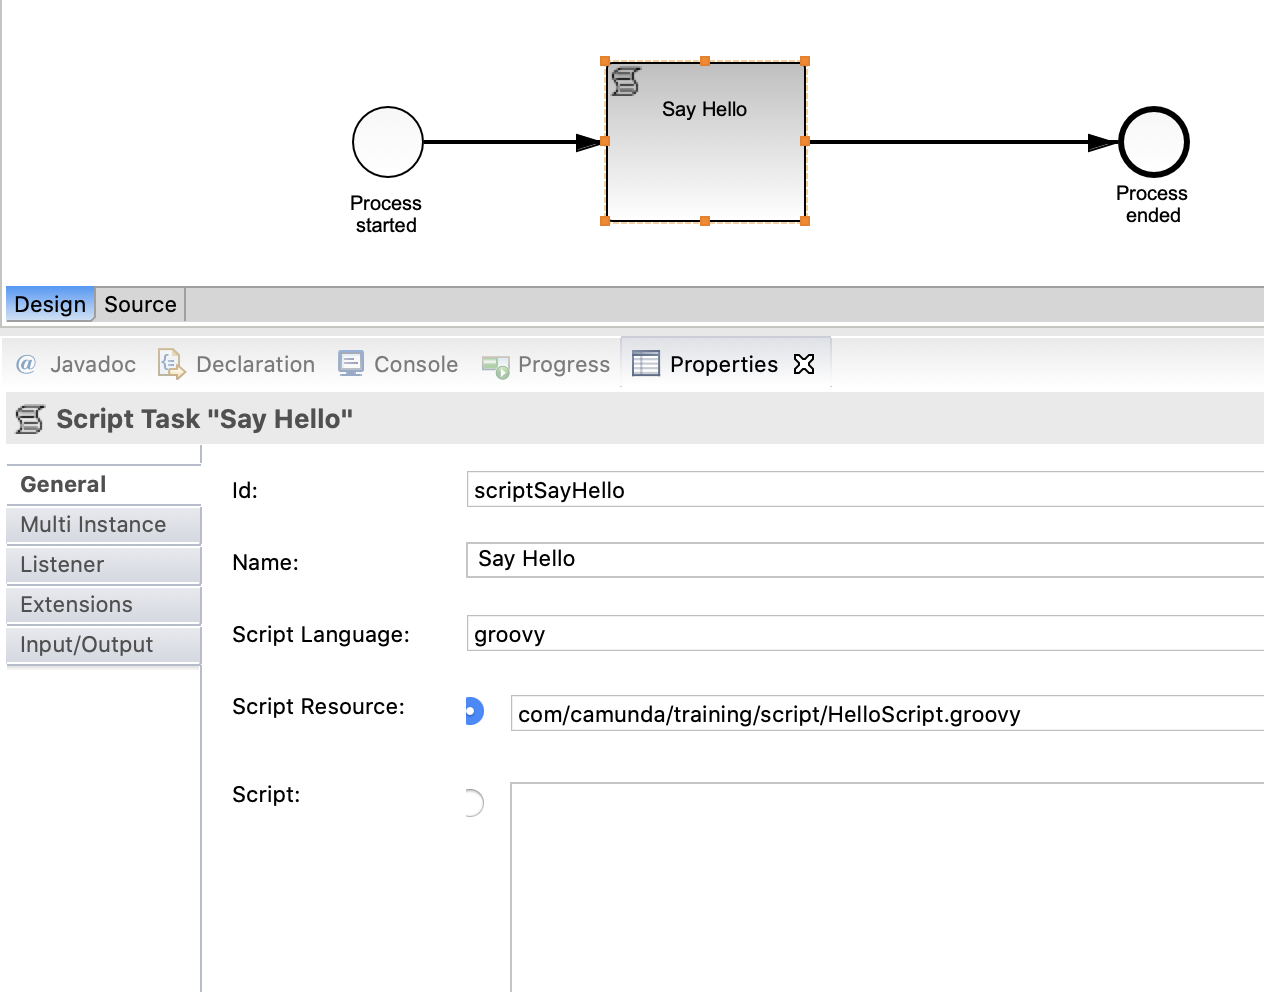 Say Hello
Process
started
Process
ended
Design
Source
@ Javadoc
Declaration
Console
Progress
Properties
Script Task "Say Hello"
General
Multi Instance
Listener
Extensions
Input/Output
Id:
scriptSayHello
Name:
Say Hello
Script Language:
groovy
Script Resource:
com/camunda/training/script/HelloScript.groovy
Script: